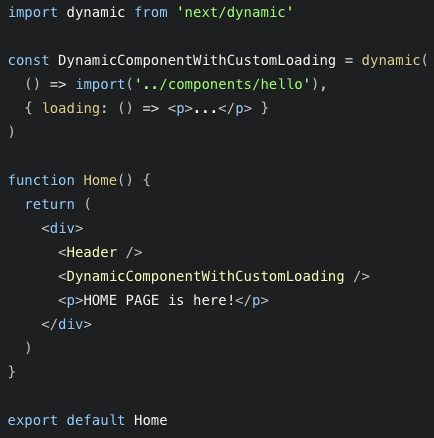 import dynamic from 'next/dynamic'

const DynamicComponentWithCustomLoading = dynamic(
  () => import('../components/hello'),
  { loading: () => <p>...</p> }
)

function Home() {
  return (
    <div>
      <Header />
      <DynamicComponentWithCustomLoading />
      <p>HOME PAGE is here!</p>
    </div>
  )
}

export default Home